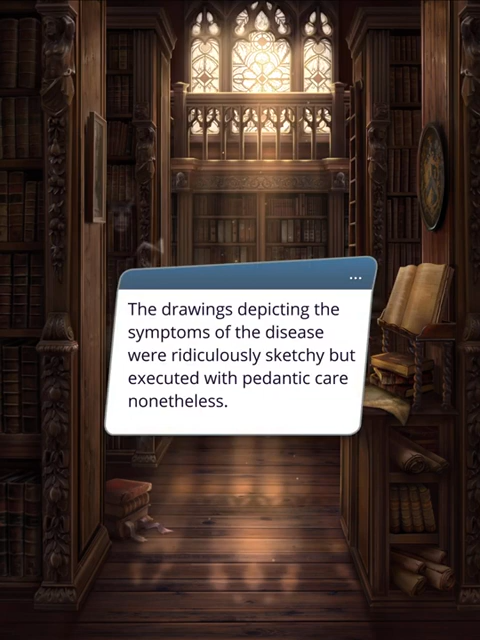 ...
The drawings depicting the
symptoms of the disease
were ridiculously sketchy but
executed with pedantic care
nonetheless.